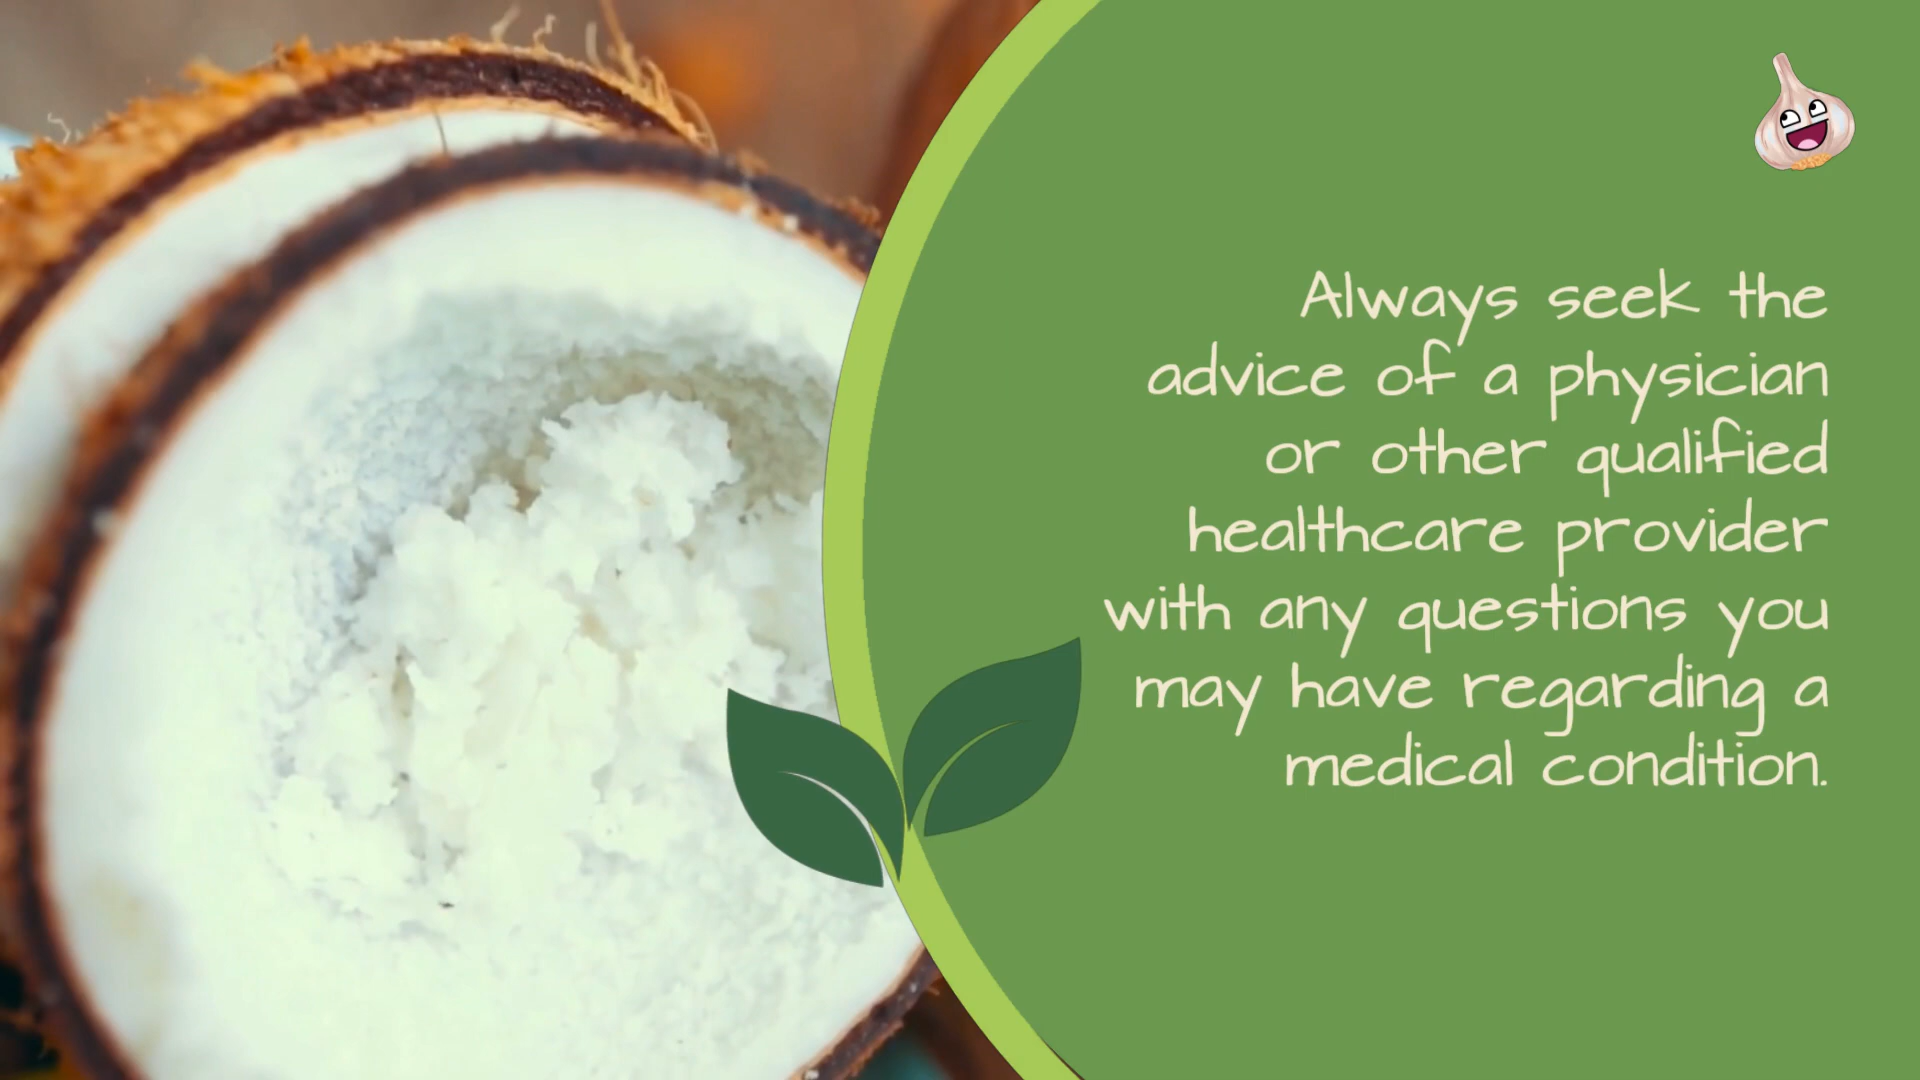 Always seek the
advice of a physician
or other qualified
healthcare provider
with any questions you
may have regarding a
medical condition.